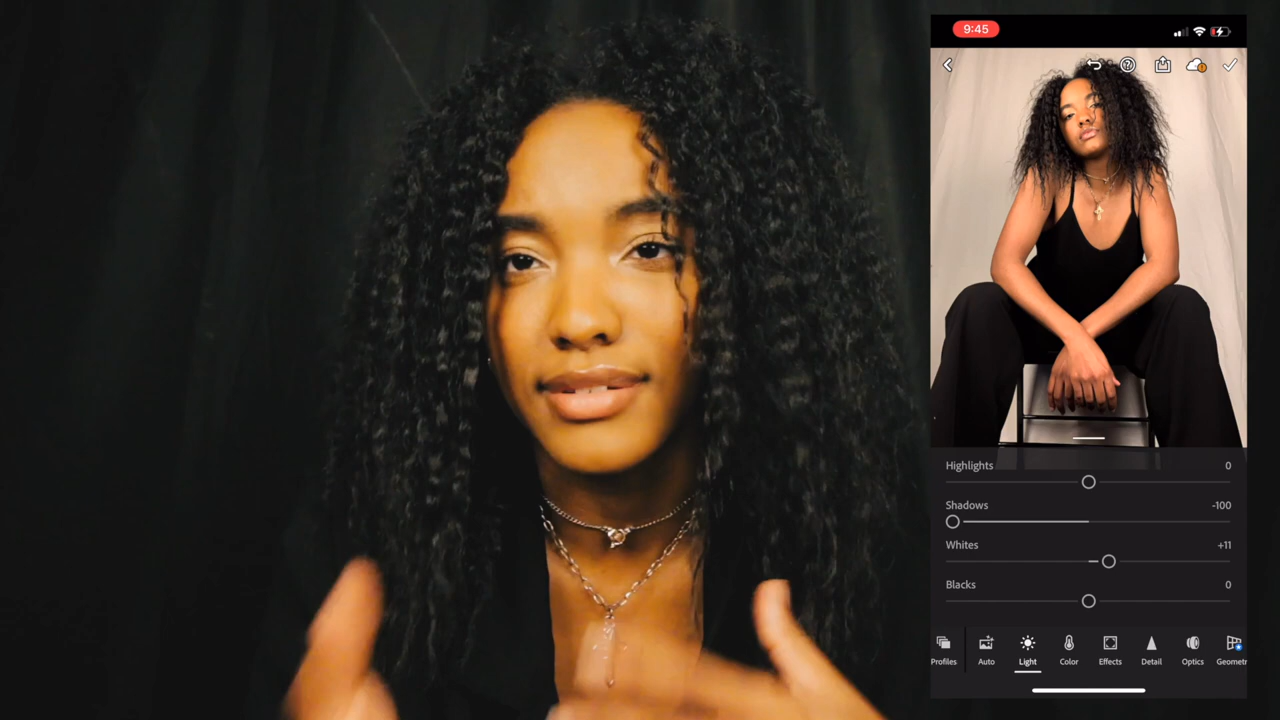 9:45
Highlights 0
Shadows -100
Whites +11
Blacks 0
Profiles Auto Light Color Effects Detail Optics Geometr